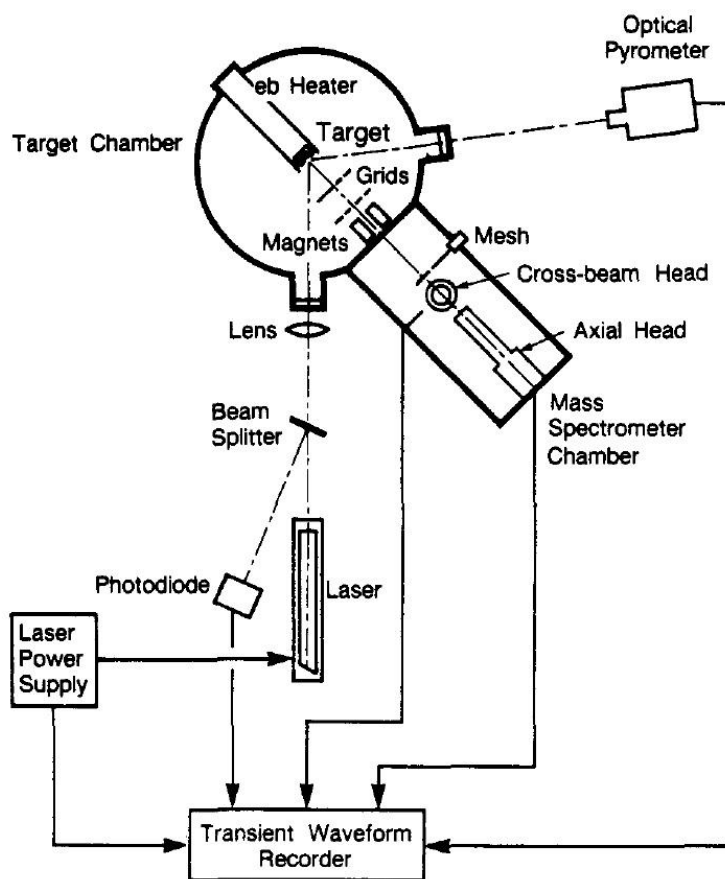 Optical
Pyrometer
eb Heater
Target Chamber
Target
Grids
Magnets
Mesh
Cross-beam Head
Lens
Axial Head
Beam
Splitter
Mass
Spectrometer
Chamber
Photodiode
Laser
Laser
Power
Supply
Transient Waveform
Recorder